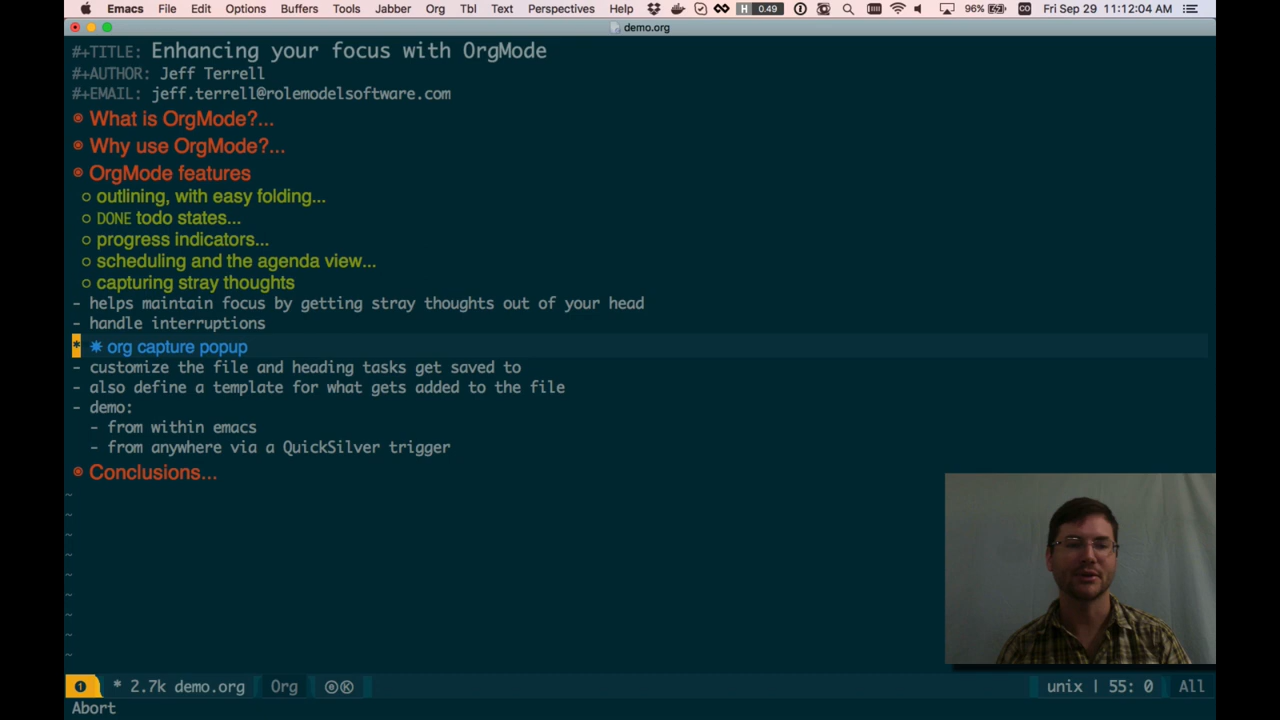 Emacs File Edit Options Buffers Tools Jabber Org Tbl Text Perspectives Help H 0.49 96% Fri Sep 29 11:12:04 AM
demo.org
#+TITLE: Enhancing your focus with OrgMode
#+AUTHOR: Jeff Terrell
#+EMAIL: jeff.terrell@rolemodelsoftware.com
What is OrgMode?...
Why use OrgMode?...
OrgMode features
outlining, with easy folding...
DONE todo states...
progress indicators...
scheduling and the agenda view...
capturing stray thoughts
- helps maintain focus by getting stray thoughts out of your head
- handle interruptions
* ✷ org capture popup
- customize the file and heading tasks get saved to
- also define a template for what gets added to the file
- demo:
- from within emacs
- from anywhere via a QuickSilver trigger
Conclusions...
~
~
~
~
~
~
~
~
~
❶ * 2.7k demo.org Org ⓔⓀ unix | 55: 0 All
Abort